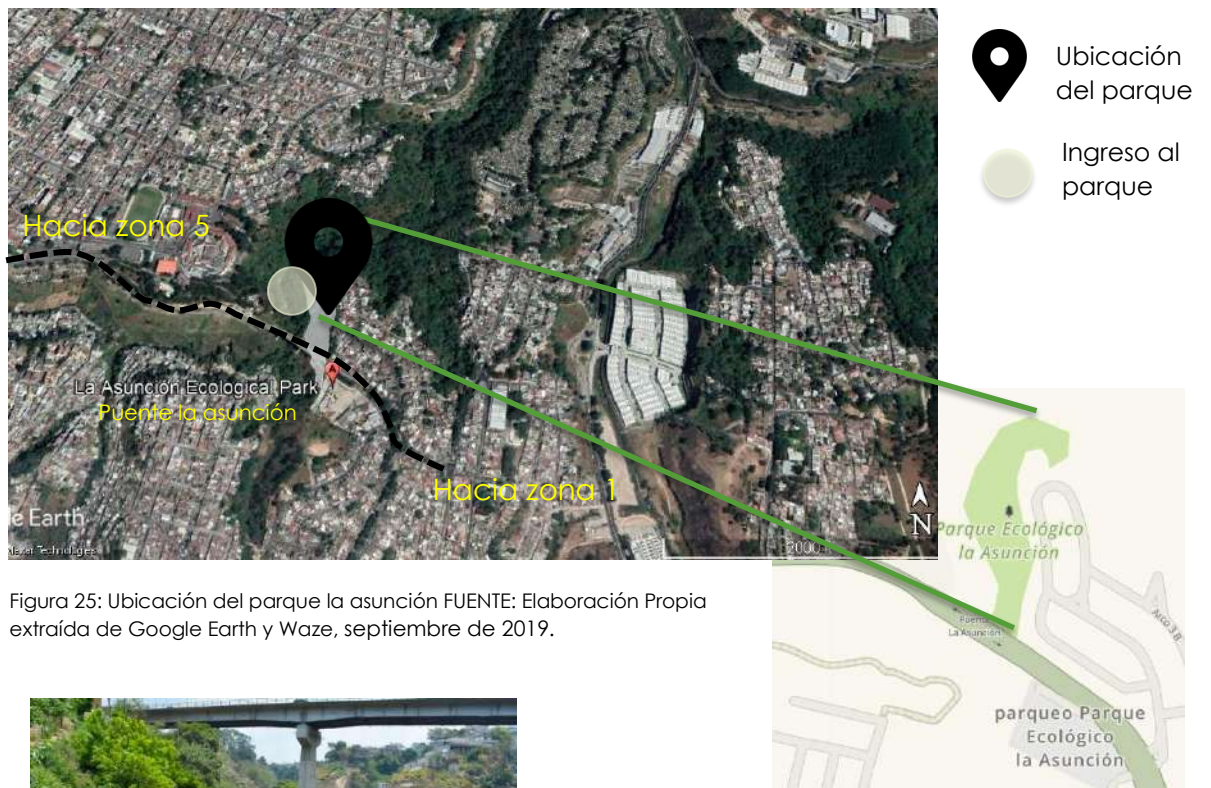 Ubicación
del parque
Ingreso al
parque
Hacia zona 5
La Asunción Ecological Park
Puente la asunción
Hacia zona 1
e Earth
N
Parque Ecológico
la Asunción
La Asunción
Arco 3 B
parqueo Parque
Ecológico
la Asunción
Figura 25: Ubicación del parque la asunción FUENTE: Elaboración Propia
extraída de Google Earth y Waze, septiembre de 2019.